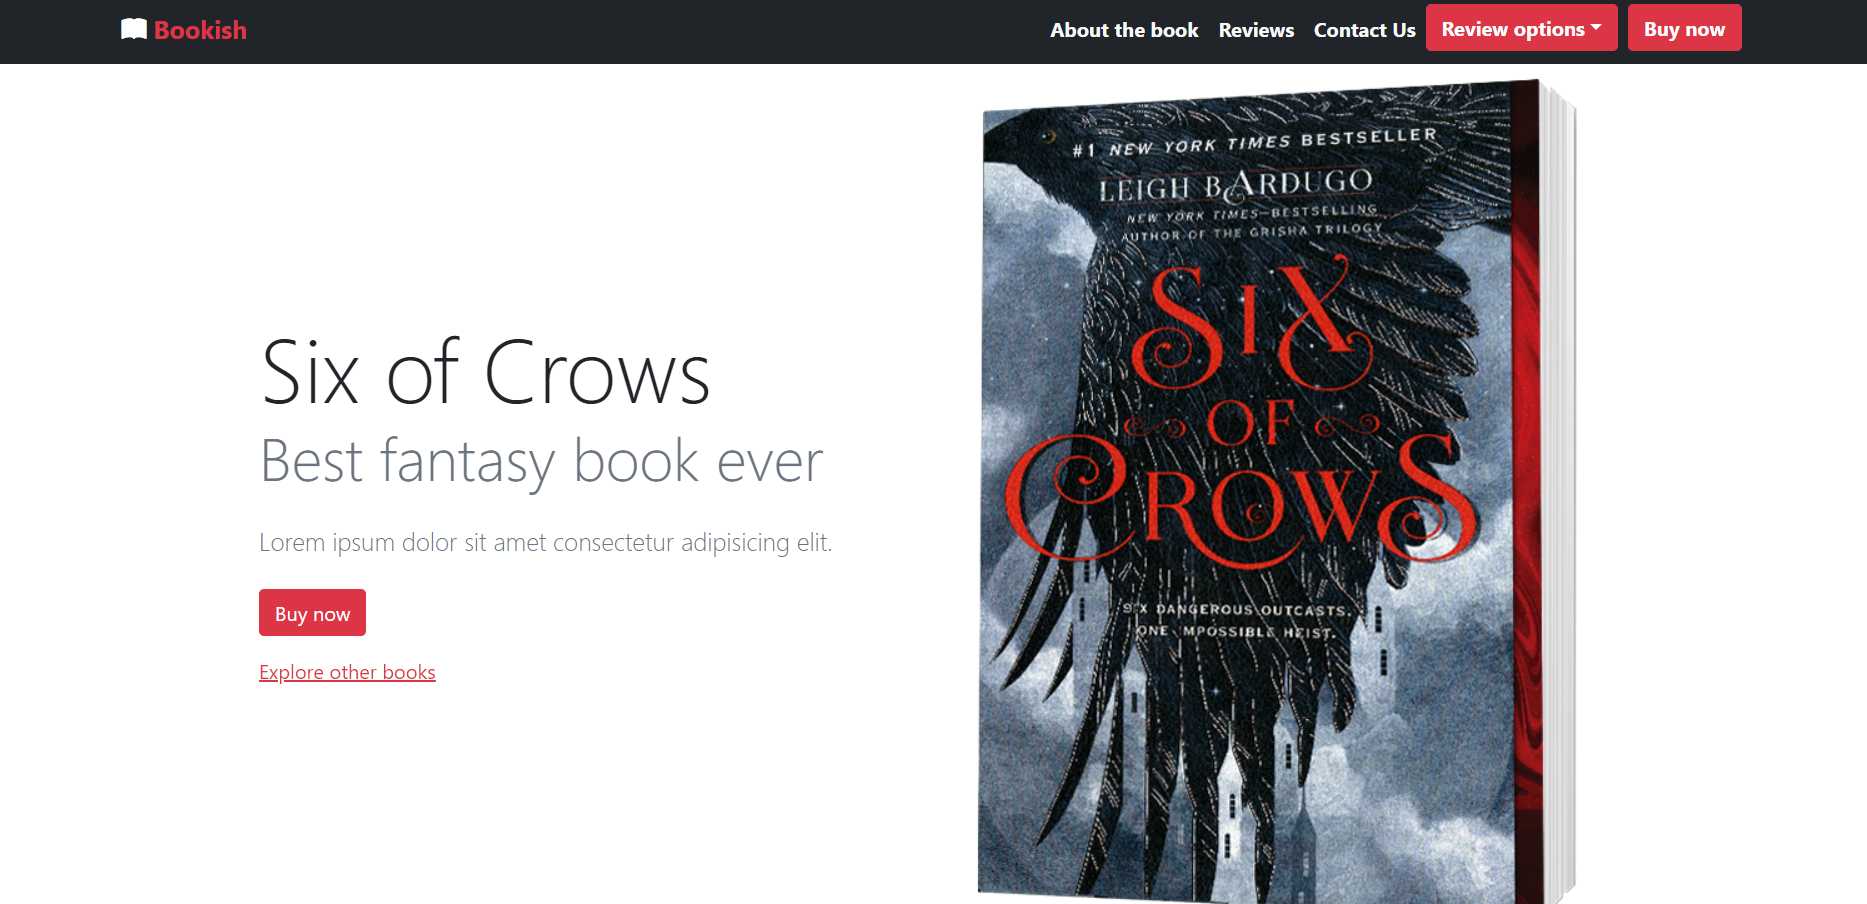 Bookish
About the book Reviews Contact Us Review options Buy now
Six of Crows
Best fantasy book ever
Lorem ipsum dolor sit amet consectetur adipisicing elit.
Buy now
Explore other books
#1 NEW YORK TIMES BESTSELLER
LEIGH BARDUGO
NEW YORK TIMES–BESTSELLING
AUTHOR OF THE GRISHA TRILOGY
SIX
OF
CROWS
SIX DANGEROUS OUTCASTS.
ONE IMPOSSIBLE HEIST.